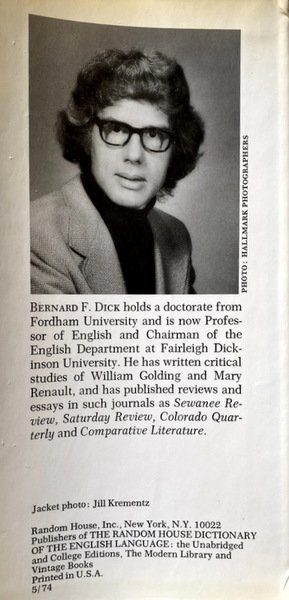 PHOTO: HALLMARK PHOTOGRAPHERS
BERNARD F. DICK holds a doctorate from
Fordham University and is now Profes-
sor of English and Chairman of the
English Department at Fairleigh Dick-
inson University. He has written critical
studies of William Golding and Mary
Renault, and has published reviews and
essays in such journals as Sewanee Re-
view, Saturday Review, Colorado Quar-
terly and Comparative Literature.
Jacket photo: Jill Krementz
Random House, Inc., New York, N.Y. 10022
Publishers of THE RANDOM HOUSE DICTIONARY
OF THE ENGLISH LANGUAGE: the Unabridged
and College Editions, The Modern Library and
Vintage Books
Printed in U.S.A.
5/74